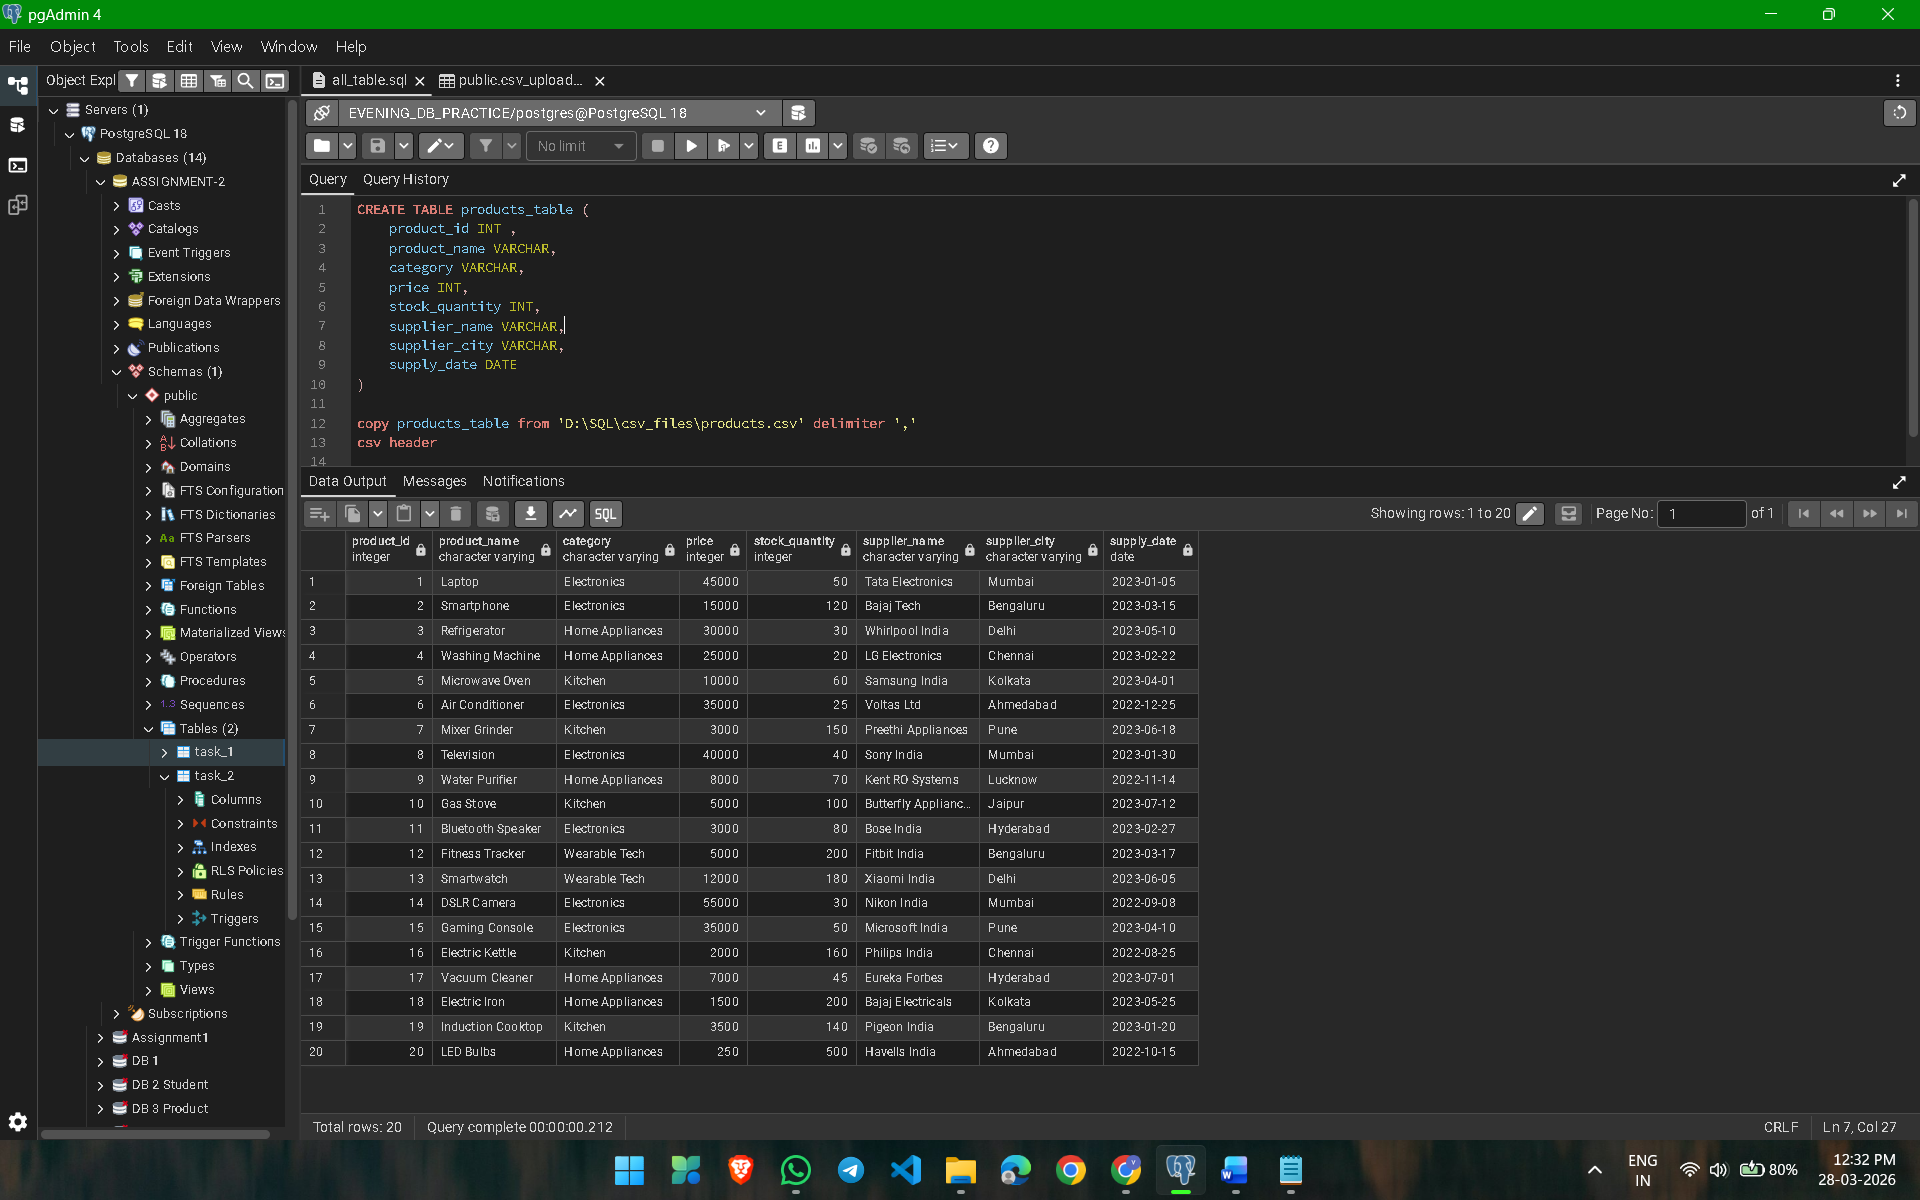 pgAdmin 4
File Object Tools Edit View Window Help
Object Expl
all_table.sql
public.csv_upload...
EVENING_DB_PRACTICE/postgres@PostgreSQL 18
No limit
E
Query Query History
Servers (1)
PostgreSQL 18
Databases (14)
ASSIGNMENT-2
Casts
Catalogs
Event Triggers
Extensions
Foreign Data Wrappers
Languages
Publications
Schemas (1)
public
Aggregates
Collations
Domains
FTS Configuration
FTS Dictionaries
FTS Parsers
FTS Templates
Foreign Tables
Functions
Materialized Views
Operators
Procedures
1.3 Sequences
Tables (2)
task_1
task_2
Columns
Constraints
Indexes
RLS Policies
Rules
Triggers
Trigger Functions
Types
Views
Subscriptions
Assignment1
DB 1
DB 2 Student
DB 3 Product
1 CREATE TABLE products_table (
2 product_id INT ,
3 product_name VARCHAR,
4 category VARCHAR,
5 price INT,
6 stock_quantity INT,
7 supplier_name VARCHAR,
8 supplier_city VARCHAR,
9 supply_date DATE
10 )
11
12 copy products_table from 'D:\SQL\csv_files\products.csv' delimiter ','
13 csv header
14
Data Output Messages Notifications
SQL
Showing rows: 1 to 20
Page No: 1 of 1
product_id product_name category price stock_quantity supplier_name supplier_city supply_date
integer character varying character varying integer integer character varying character varying date
1 1 Laptop Electronics 45000 50 Tata Electronics Mumbai 2023-01-05
2 2 Smartphone Electronics 15000 120 Bajaj Tech Bengaluru 2023-03-15
3 3 Refrigerator Home Appliances 30000 30 Whirlpool India Delhi 2023-05-10
4 4 Washing Machine Home Appliances 25000 20 LG Electronics Chennai 2023-02-22
5 5 Microwave Oven Kitchen 10000 60 Samsung India Kolkata 2023-04-01
6 6 Air Conditioner Electronics 35000 25 Voltas Ltd Ahmedabad 2022-12-25
7 7 Mixer Grinder Kitchen 3000 150 Preethi Appliances Pune 2023-06-18
8 8 Television Electronics 40000 40 Sony India Mumbai 2023-01-30
9 9 Water Purifier Home Appliances 8000 70 Kent RO Systems Lucknow 2022-11-14
10 10 Gas Stove Kitchen 5000 100 Butterfly Applianc... Jaipur 2023-07-12
11 11 Bluetooth Speaker Electronics 3000 80 Bose India Hyderabad 2023-02-27
12 12 Fitness Tracker Wearable Tech 5000 200 Fitbit India Bengaluru 2023-03-17
13 13 Smartwatch Wearable Tech 12000 180 Xiaomi India Delhi 2023-06-05
14 14 DSLR Camera Electronics 55000 30 Nikon India Mumbai 2022-09-08
15 15 Gaming Console Electronics 35000 50 Microsoft India Pune 2023-04-10
16 16 Electric Kettle Kitchen 2000 160 Philips India Chennai 2022-08-25
17 17 Vacuum Cleaner Home Appliances 7000 45 Eureka Forbes Hyderabad 2023-07-01
18 18 Electric Iron Home Appliances 1500 200 Bajaj Electricals Kolkata 2023-05-25
19 19 Induction Cooktop Kitchen 3500 140 Pigeon India Bengaluru 2023-01-20
20 20 LED Bulbs Home Appliances 250 500 Havells India Ahmedabad 2022-10-15
Total rows: 20 Query complete 00:00:00.212
CRLF Ln 7, Col 27
ENG
IN
80%
12:32 PM
28-03-2026